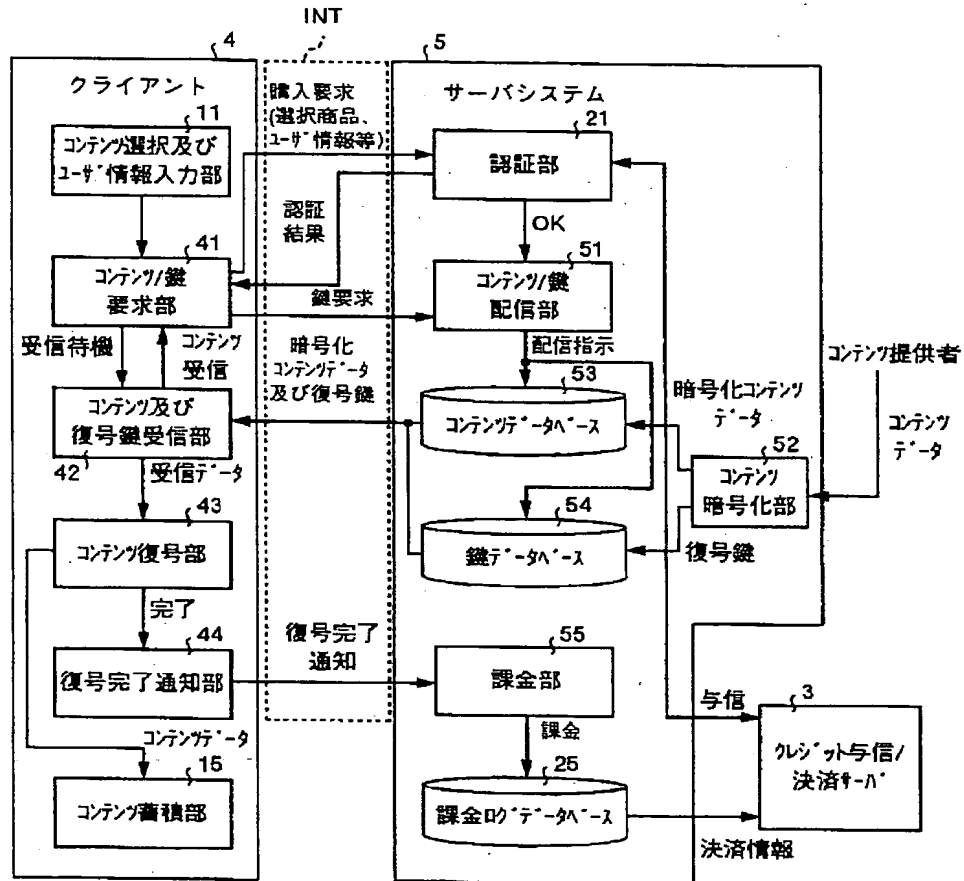 INT
4
クライアント
11
コンテンツ選択及び
ユーザ情報入力部
41
コンテンツ/鍵
要求部
受信待機
コンテンツ
受信
コンテンツ及び
復号鍵受信部
42
受信データ
43
コンテンツ復号部
完了
44
復号完了通知部
コンテンツデータ
15
コンテンツ蓄積部
購入要求
(選択商品、
ユーザ情報等)
認証
結果
鍵要求
暗号化
コンテンツデータ
及び復号鍵
復号完了
通知
5
サーバシステム
21
認証部
OK
51
コンテンツ/鍵
配信部
配信指示
53
コンテンツデータベース
54
鍵データベース
暗号化コンテンツ
データ
52
コンテンツ
暗号化部
復号鍵
コンテンツ提供者
コンテンツ
データ
55
課金部
課金
25
課金ログデータベース
与信
3
クレジット与信/
決済サーバ
決済情報